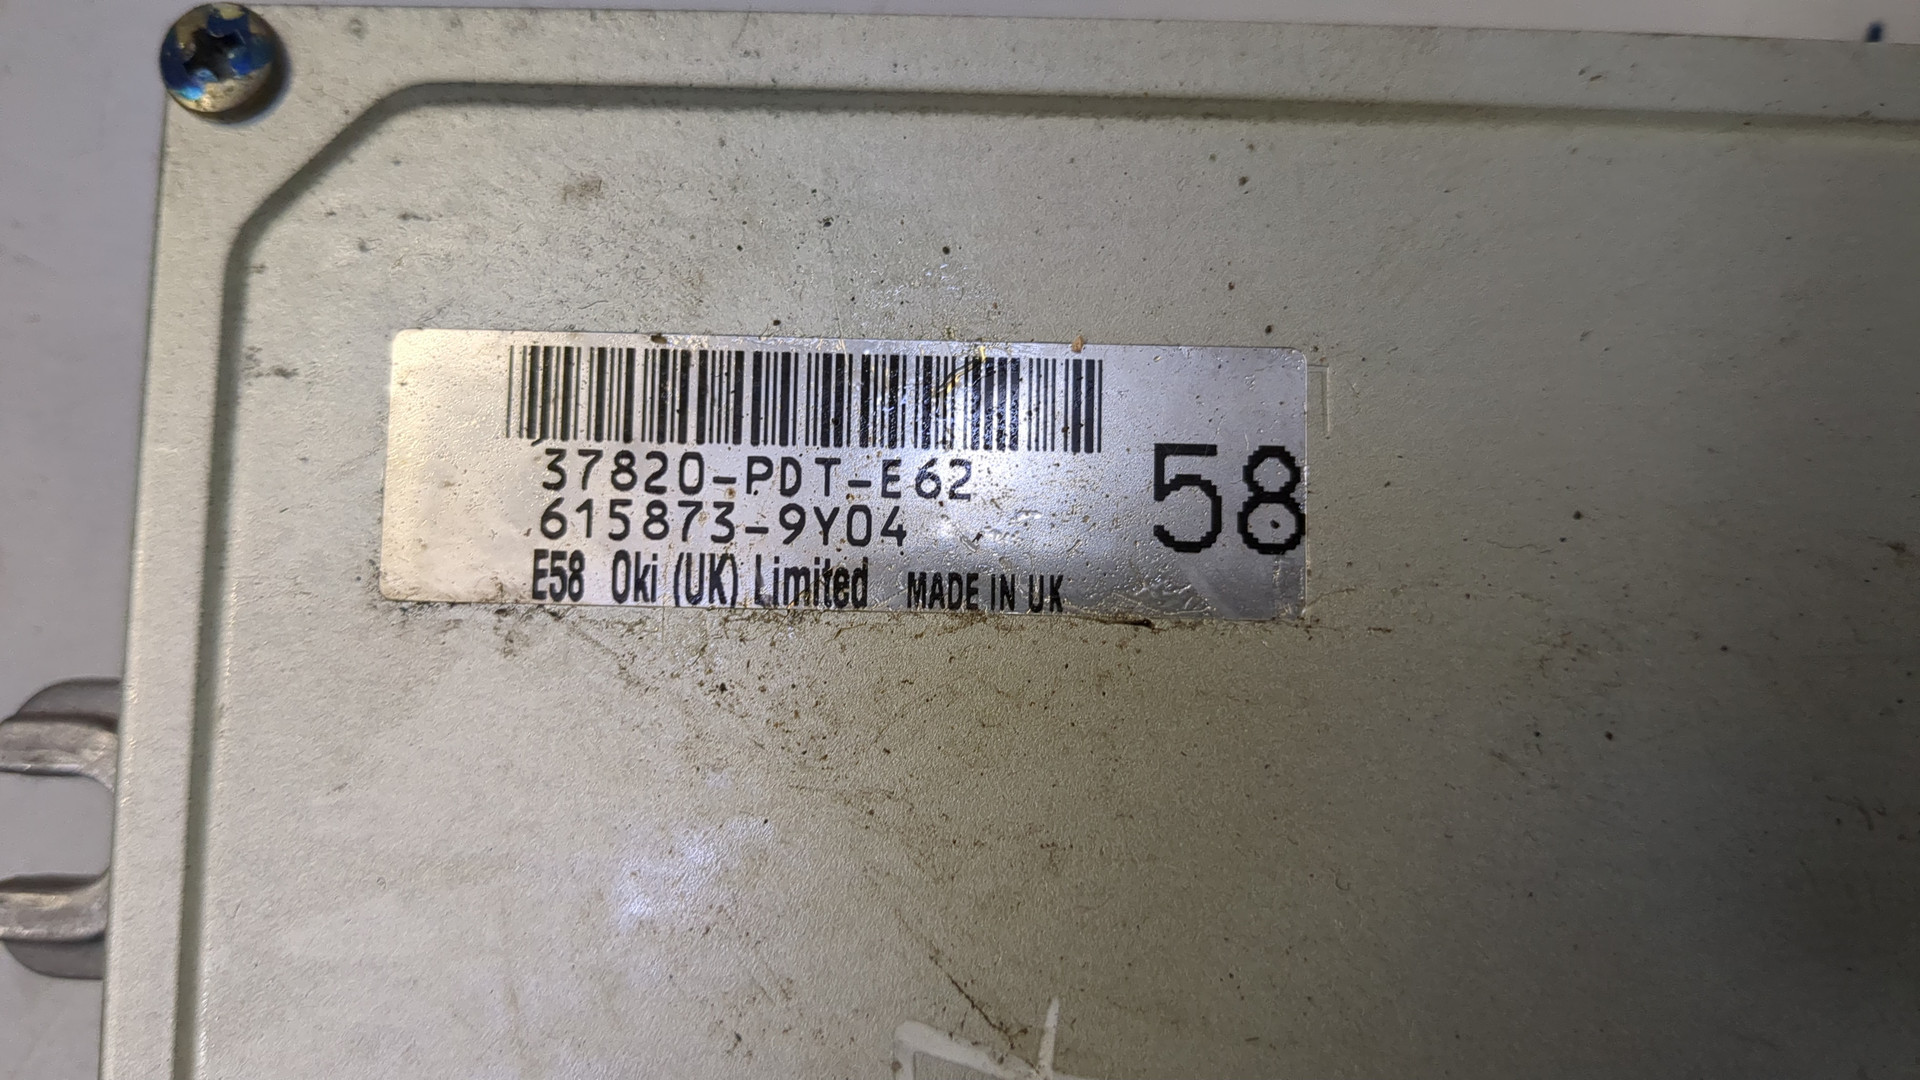 37820-PDT-E62
615873-9Y04
58
E58 Oki (UK) Limited MADE IN UK